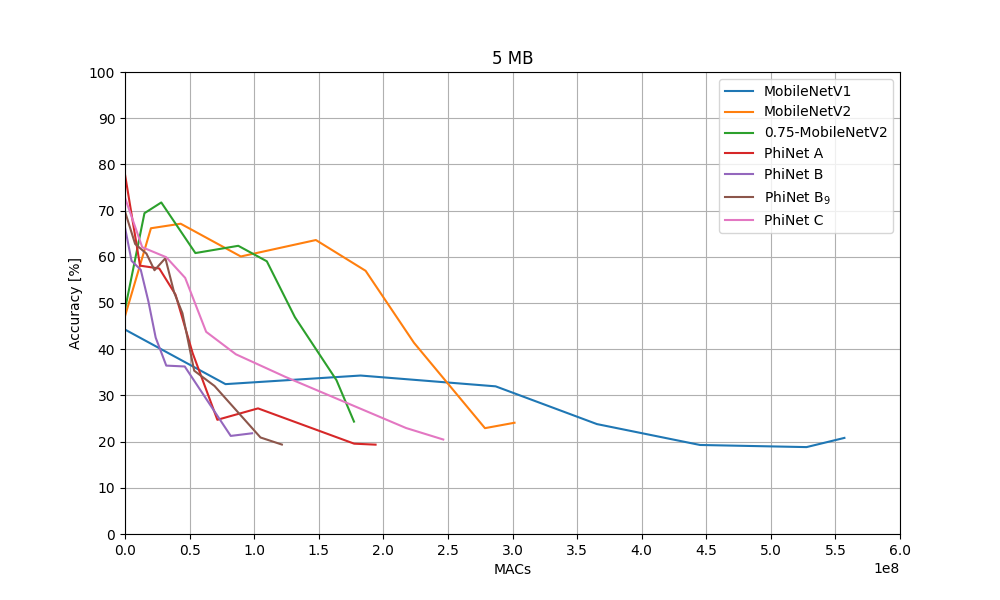 5 MB
100
90
80
70
60
50
40
30
20
10
0
Accuracy [%]
MobileNetV1
MobileNetV2
0.75-MobileNetV2
PhiNet A
PhiNet B
PhiNet B₉
PhiNet C
0.0 0.5 1.0 1.5 2.0 2.5 3.0 3.5 4.0 4.5 5.0 5.5 6.0
MACs
1e8